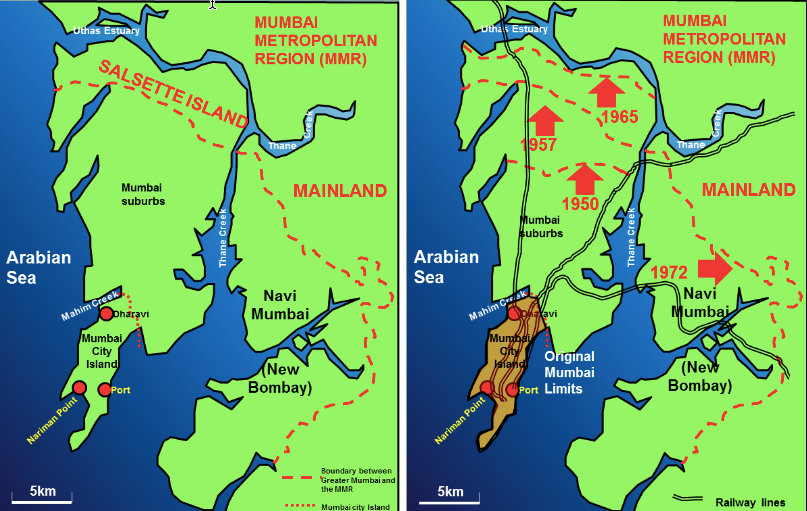 MUMBAI
METROPOLITAN
REGION (MMR)
Uthas Estuary
SALSETTE ISLAND
Thane
Creek
Mumbai
suburbs
MAINLAND
Thane Creek
Arabian
Sea
Mahim Creek
Dharavi
Navi
Mumbai
Mumbai
City
Island
(New
Bombay)
Nariman Point
Port
Boundary between
Greater Mumbai and
the MMR
5km
Mumbai city Island
MUMBAI
METROPOLITAN
REGION (MMR)
Uthas Estuary
1965
1957
Thane
Creek
1950
MAINLAND
Mumbai
suburbs
Thane Creek
Arabian
Sea
1972
Navi
Mumbai
Mahim Creek
Dharavi
Mumbai
City
Island
Original
Mumbai
Limits
(New
Bombay)
Nariman Point
Port
5km
Railway lines